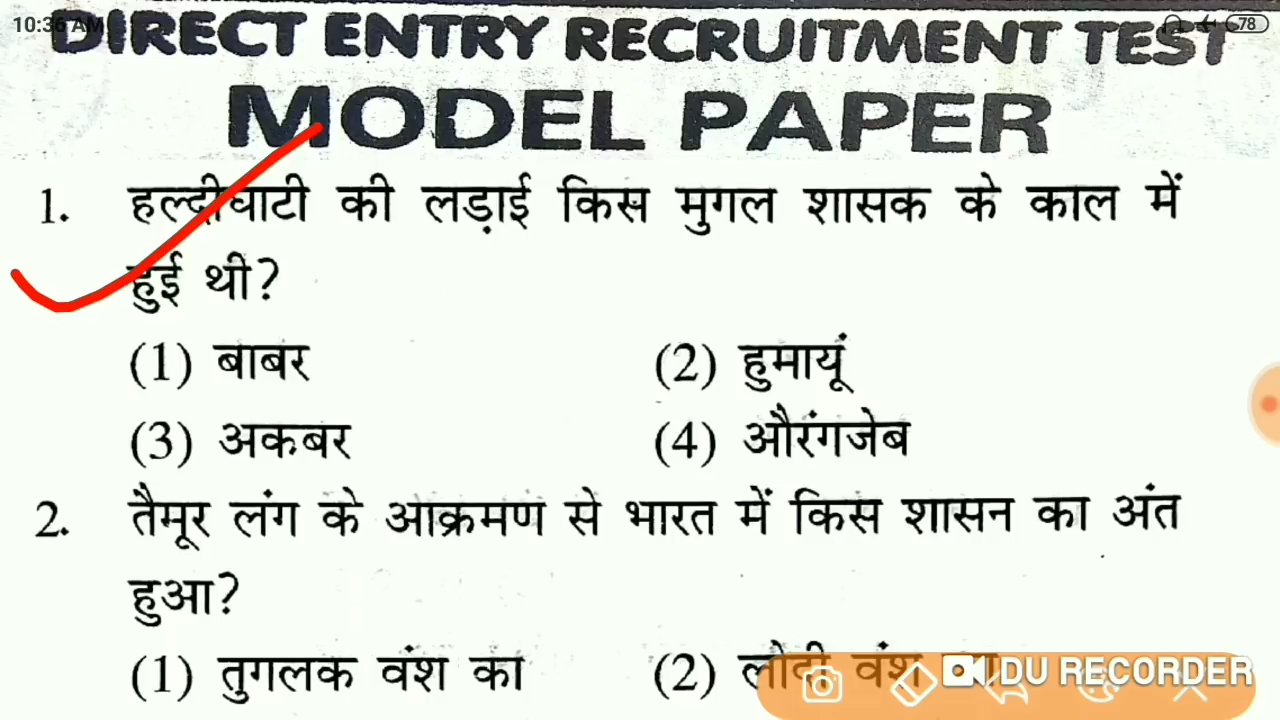 10:36 AM
78
DIRECT ENTRY RECRUITMENT TEST
MODEL PAPER
1. हल्दीघाटी की लड़ाई किस मुगल शासक के काल में
हुई थी?
(1) बाबर (2) हुमायूं
(3) अकबर (4) औरंगजेब
2. तैमूर लंग के आक्रमण से भारत में किस शासन का अंत
हुआ?
(1) तुगलक वंश का (2) लोदी वंश का
DU RECORDER